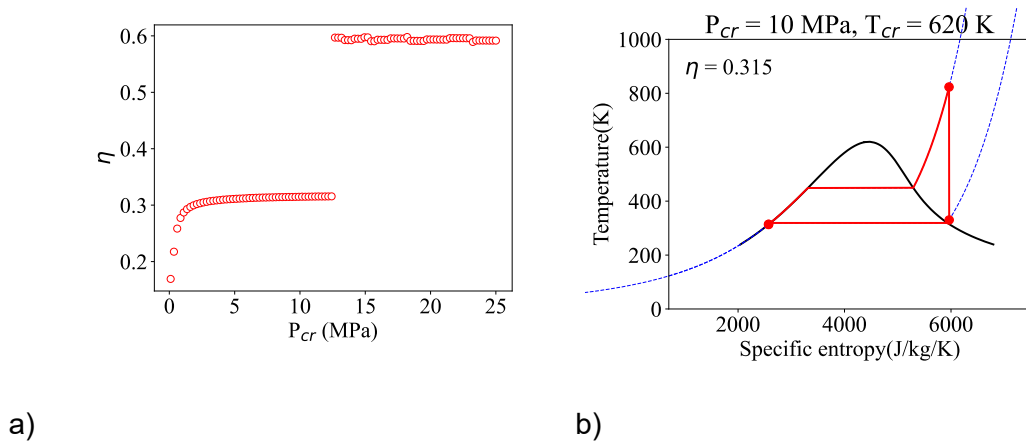 0.6
0.5
η
0.4
0.3
0.2
0
5
10
15
20
25
P_cr (MPa)
a)
P_cr = 10 MPa, T_cr = 620 K
1000
η = 0.315
800
Temperature(K)
600
400
200
0
2000
4000
6000
Specific entropy(J/kg/K)
b)